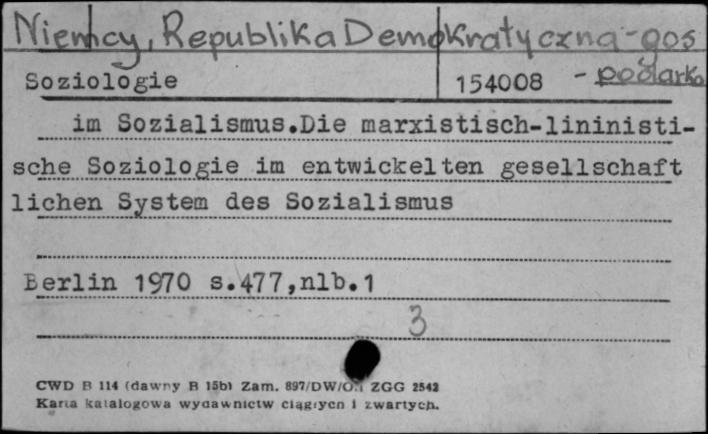 Niemcy, Republika Demokratyczna - gos
Soziologie 154008 - podarka
im Sozialismus.Die marxistisch-lininisti-
sche Soziologie im entwickelten gesellschaft
lichen System des Sozialismus
Berlin 1970 s.477,nlb.1
3
CWD B 114 (dawny B 15b) Zam. 897/DW/O. ZGG 2542
Karta katalogowa wydawnictw ciągłych i zwartych.